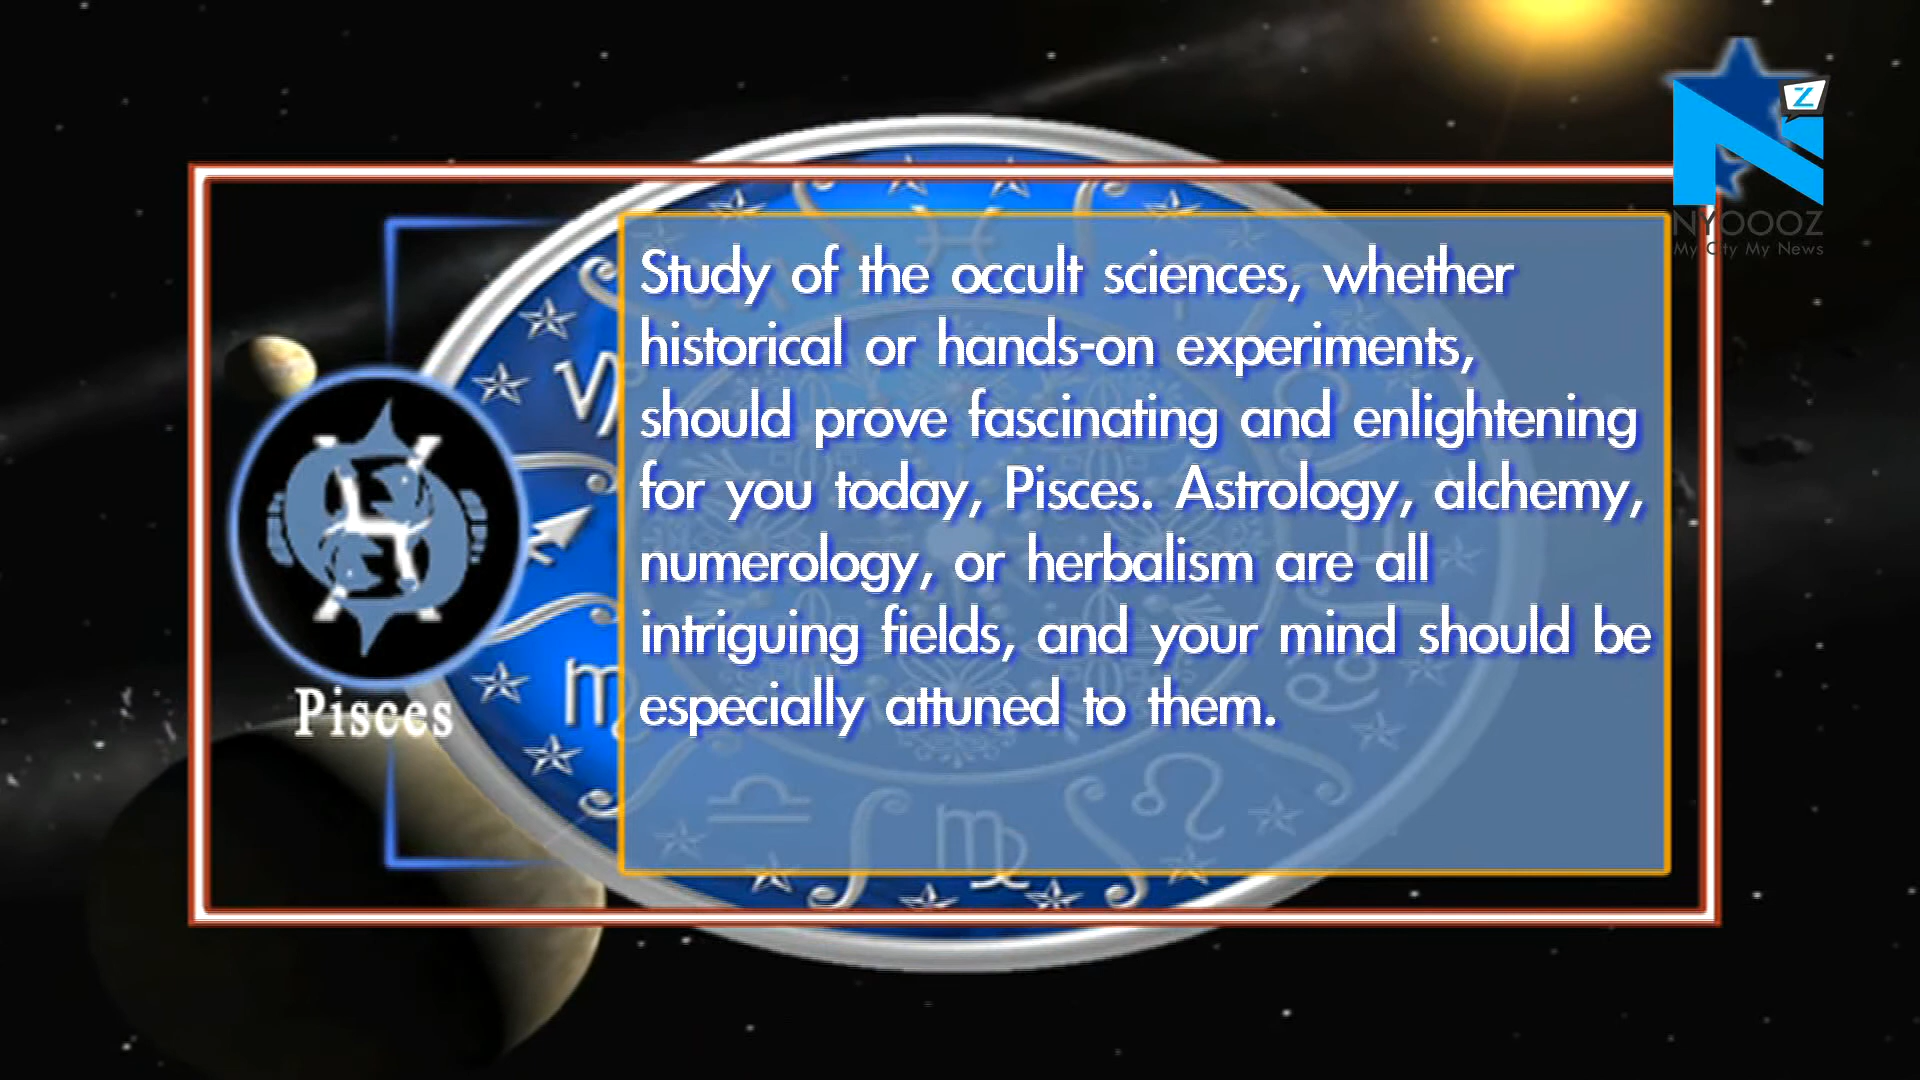 Study of the occult sciences, whether
historical or hands-on experiments,
should prove fascinating and enlightening
for you today, Pisces. Astrology, alchemy,
numerology, or herbalism are all
intriguing fields, and your mind should be
especially attuned to them.
Pisces
Z
NYOOOZ
My City My News